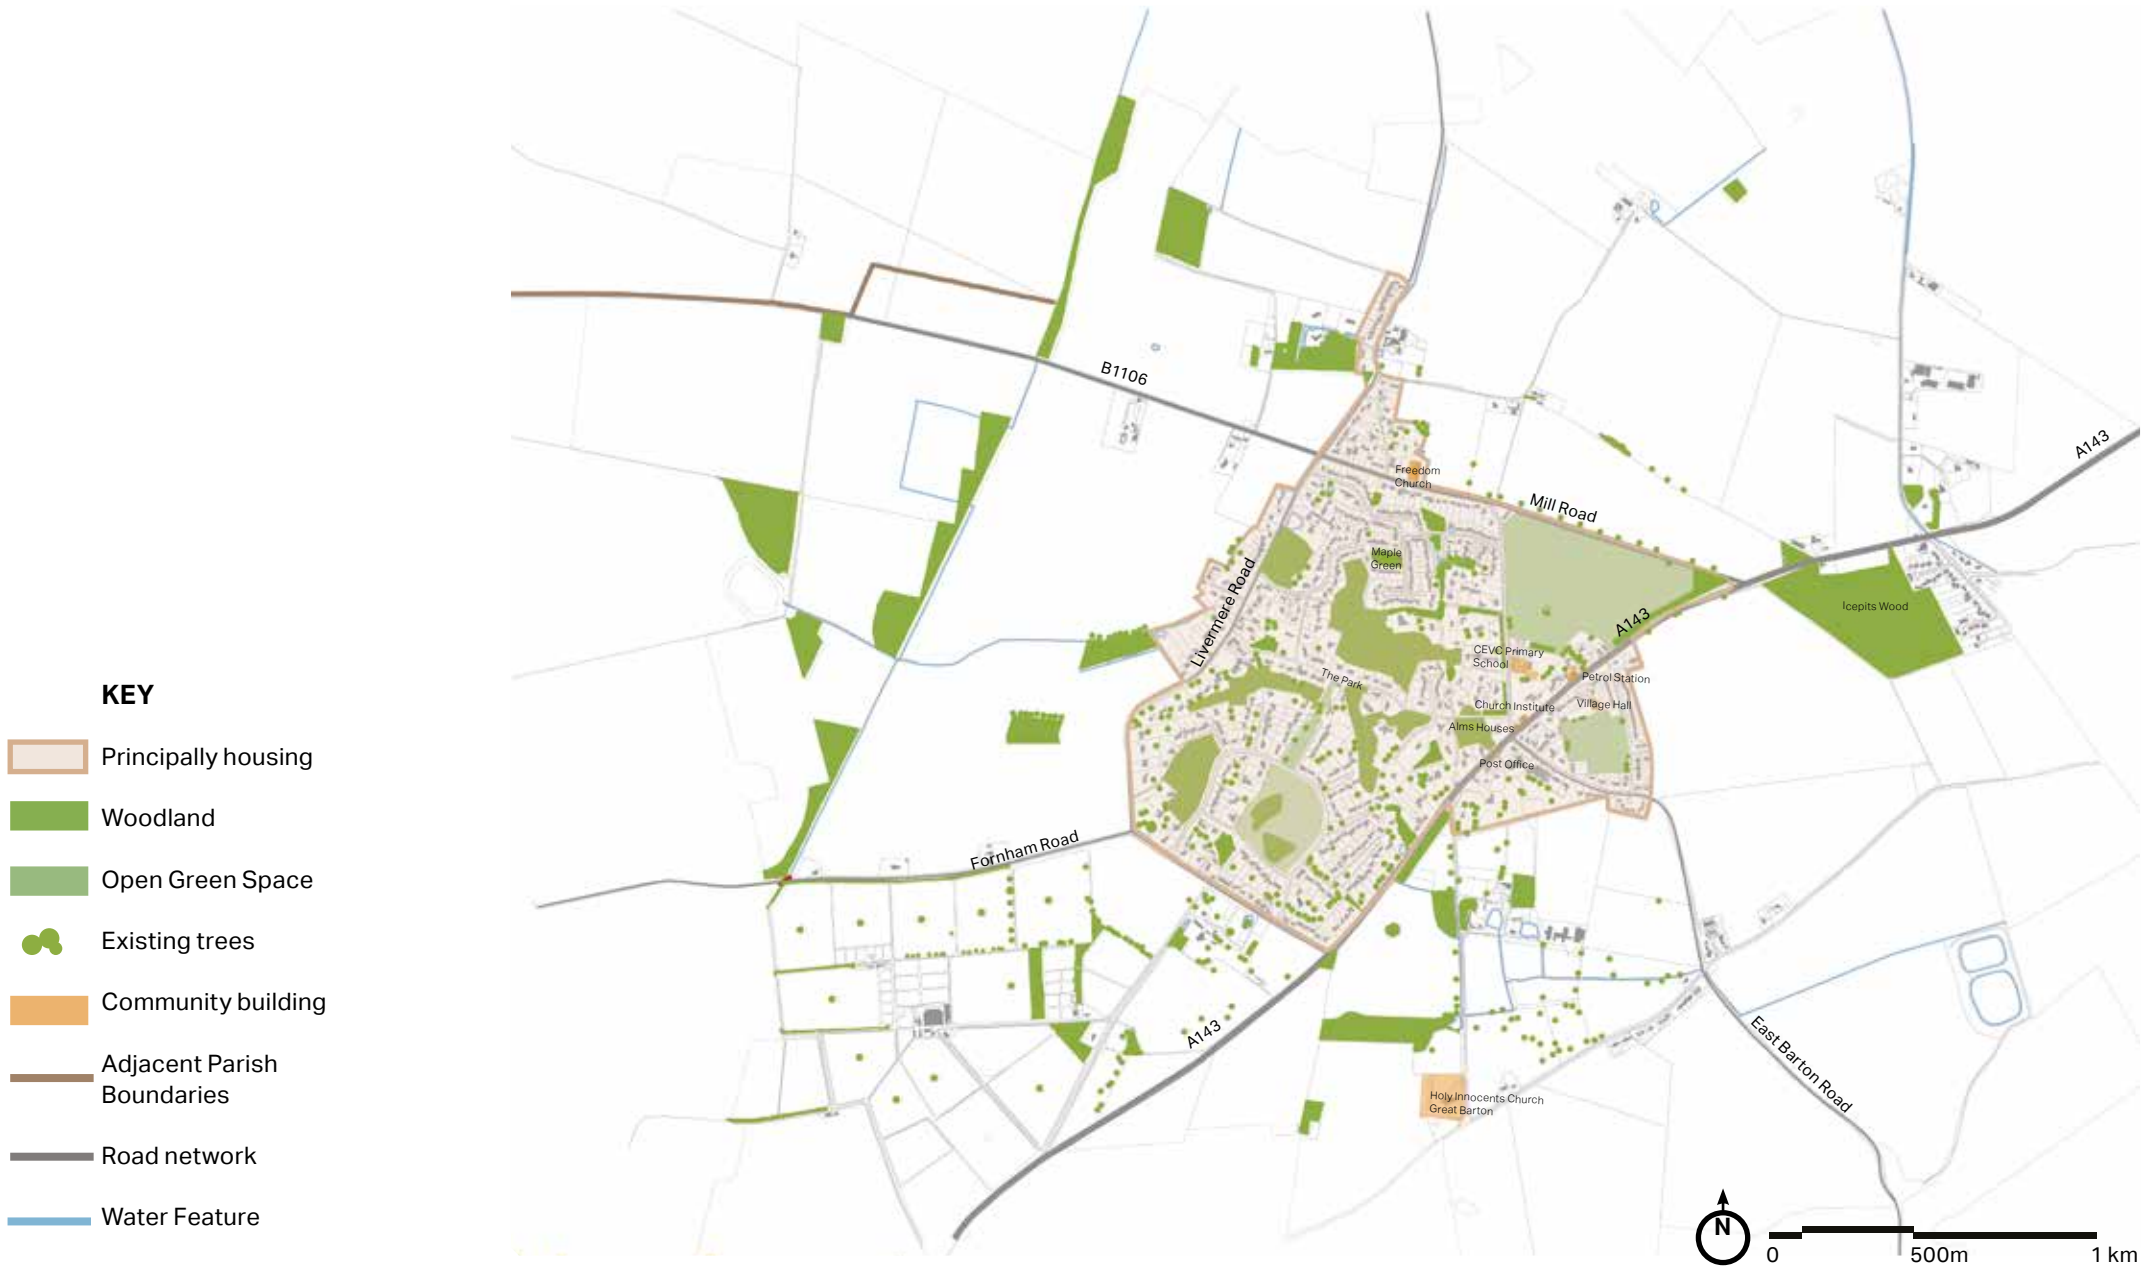 KEY
Principally housing
Woodland
Open Green Space
Existing trees
Community building
Adjacent Parish
Boundaries
Road network
Water Feature
B1106
Freedom
Church
Mill Road
A143
Maple
Green
Livermere Road
Icepits Wood
A143
CEVC Primary
School
The Park
Petrol Station
Church Institute
Village Hall
Alms Houses
Post Office
Fornham Road
A143
East Barton Road
Holy Innocents Church
Great Barton
N
0
500m
1 km